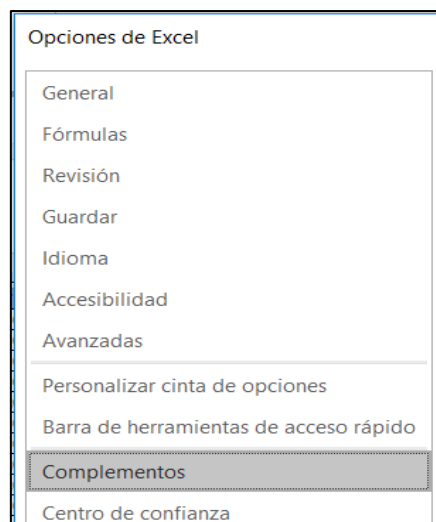 Opciones de Excel
General
Fórmulas
Revisión
Guardar
Idioma
Accesibilidad
Avanzadas
Personalizar cinta de opciones
Barra de herramientas de acceso rápido
Complementos
Centro de confianza